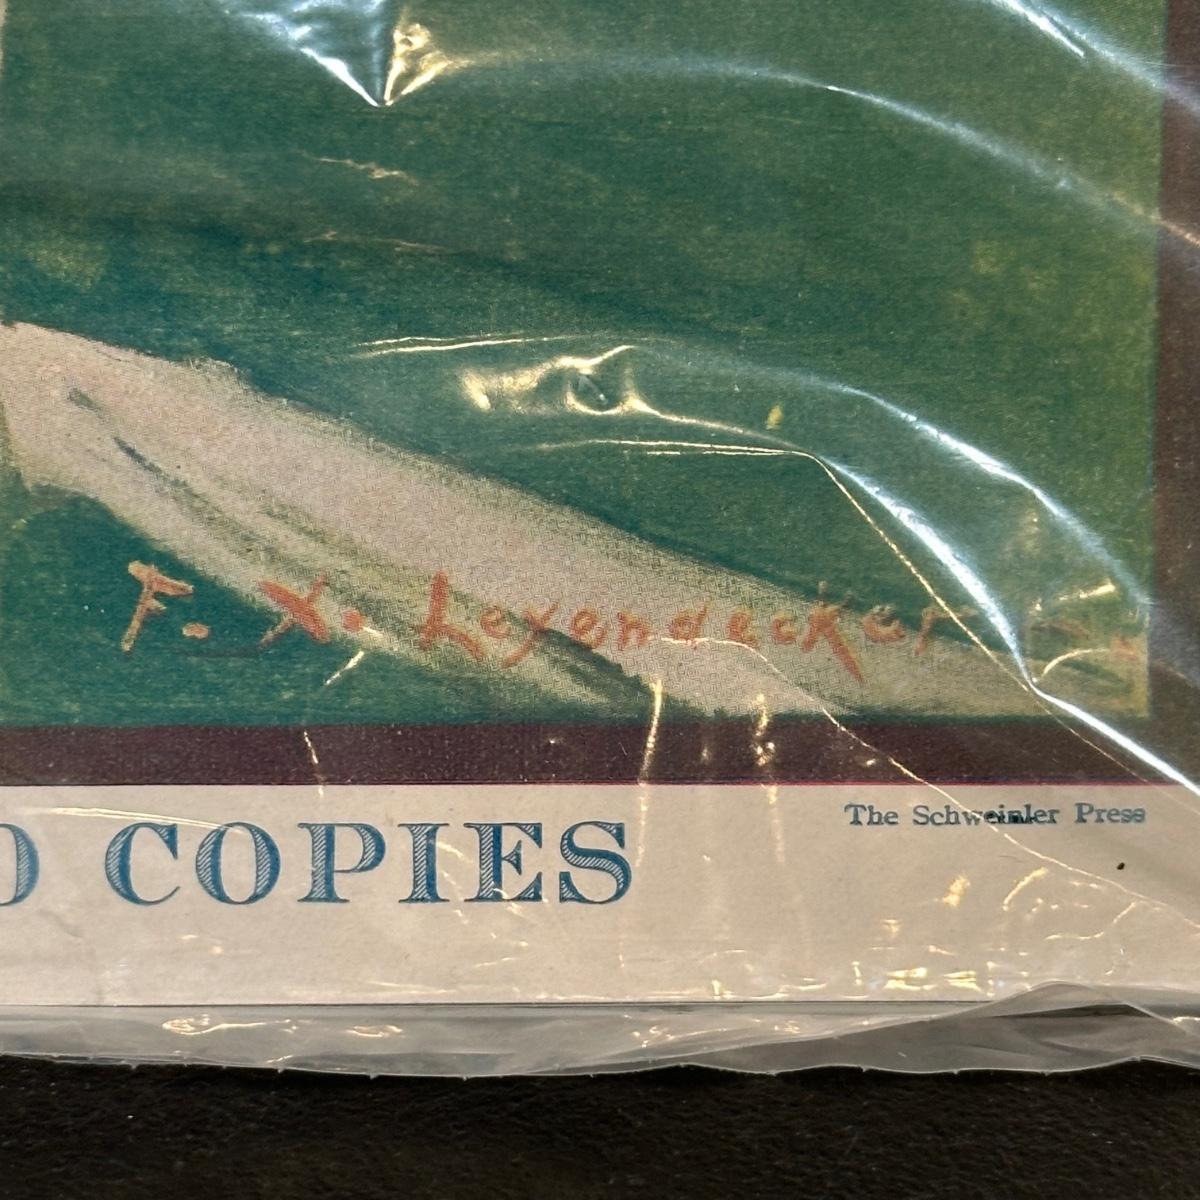 F. X. Leyendecker
The Schweinler Press
COPIES